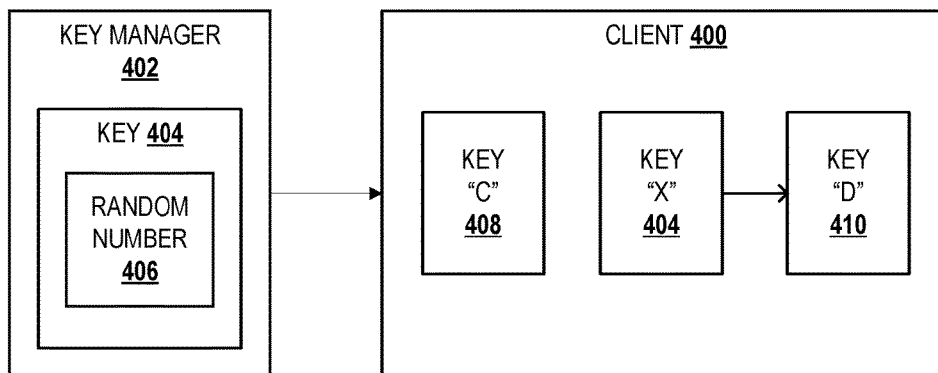 KEY MANAGER
402
KEY 404
RANDOM
NUMBER
406
CLIENT 400
KEY
“C”
408
KEY
“X”
404
KEY
“D”
410